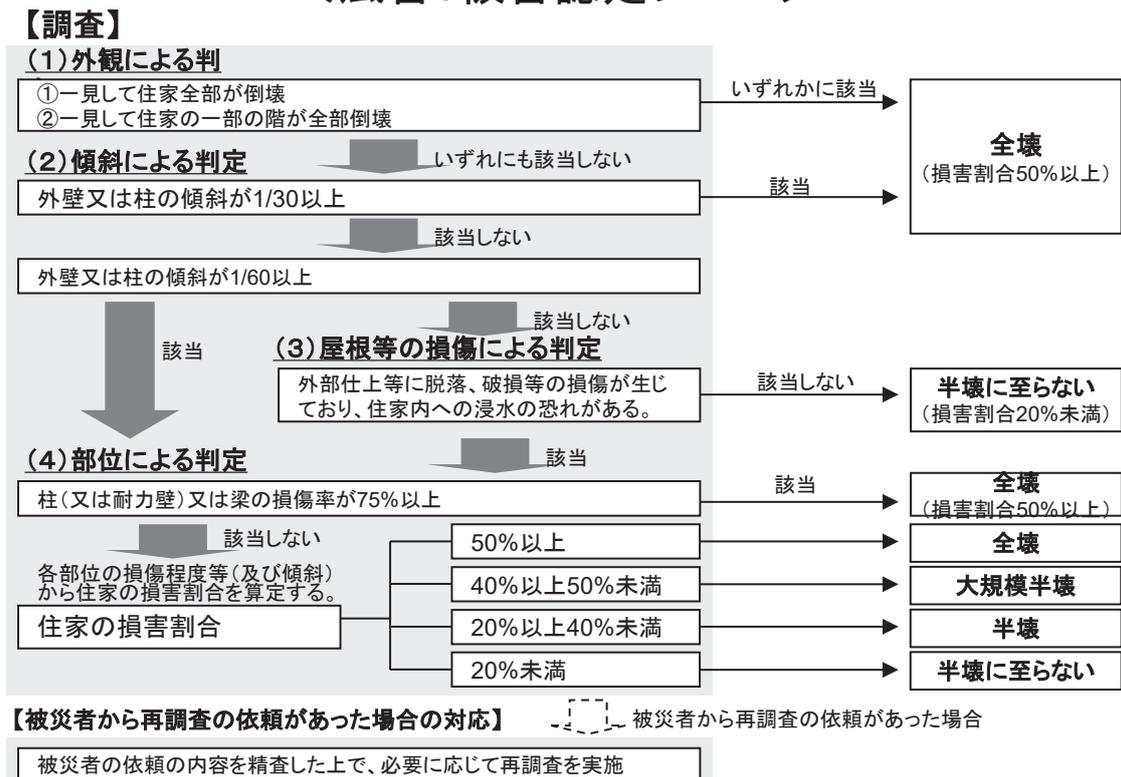 【調査】
(1)外観による判
①一見して住家全部が倒壊
②一見して住家の一部の階が全部倒壊
いずれかに該当
全壊
(損害割合50%以上)
いずれにも該当しない
(2)傾斜による判定
外壁又は柱の傾斜が1/30以上
該当
該当しない
外壁又は柱の傾斜が1/60以上
該当
該当しない
(3)屋根等の損傷による判定
外部仕上等に脱落、破損等の損傷が生じ
ており、住家内への浸水の恐れがある。
該当しない
半壊に至らない
(損害割合20%未満)
該当
(4)部位による判定
柱(又は耐力壁)又は梁の損傷率が75%以上
該当
全壊
(損害割合50%以上)
該当しない
各部位の損傷程度等(及び傾斜)
から住家の損害割合を算定する。
住家の損害割合
50%以上
全壊
40%以上50%未満
大規模半壊
20%以上40%未満
半壊
20%未満
半壊に至らない
【被災者から再調査の依頼があった場合の対応】
被災者から再調査の依頼があった場合
被災者の依頼の内容を精査した上で、必要に応じて再調査を実施